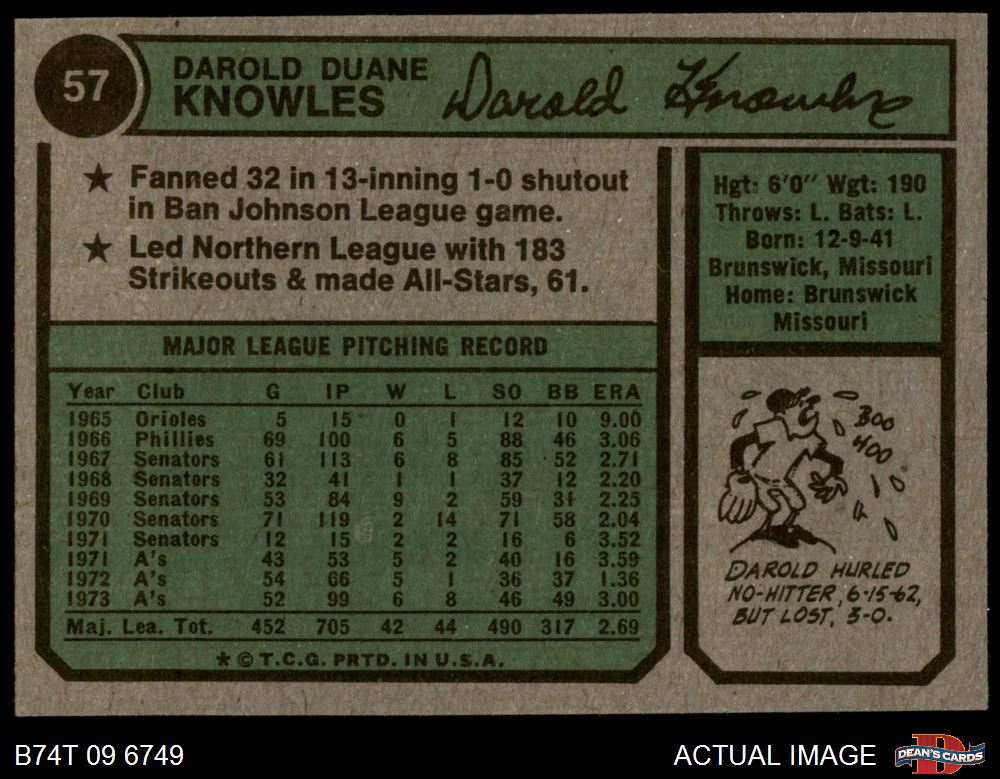 57
DAROLD DUANE
KNOWLES
Darold Knowles
★ Fanned 32 in 13-inning 1-0 shutout
in Ban Johnson League game.
★ Led Northern League with 183
Strikeouts & made All-Stars, 61.
MAJOR LEAGUE PITCHING RECORD
Year Club G IP W L SO BB ERA
1965 Orioles 5 15 0 1 12 10 9.00
1966 Phillies 69 100 6 5 88 46 3.06
1967 Senators 61 113 6 8 85 52 2.71
1968 Senators 32 41 1 1 37 12 2.20
1969 Senators 53 84 9 2 59 31 2.25
1970 Senators 71 119 2 14 71 58 2.04
1971 Senators 12 15 2 2 16 6 3.52
1971 A's 43 53 5 2 40 16 3.59
1972 A's 54 66 5 1 36 37 1.36
1973 A's 52 99 6 8 46 49 3.00
Maj. Lea. Tot. 452 705 42 44 490 317 2.69
* © T.C.G. PRTD. IN U.S.A.
Hgt: 6'0" Wgt: 190
Throws: L. Bats: L.
Born: 12-9-41
Brunswick, Missouri
Home: Brunswick
Missouri
BOO
HOO
DAROLD HURLED
NO-HITTER, 6-15-62,
BUT LOST, 3-0.
B74T 09 6749
ACTUAL IMAGE
DEAN'S CARDS